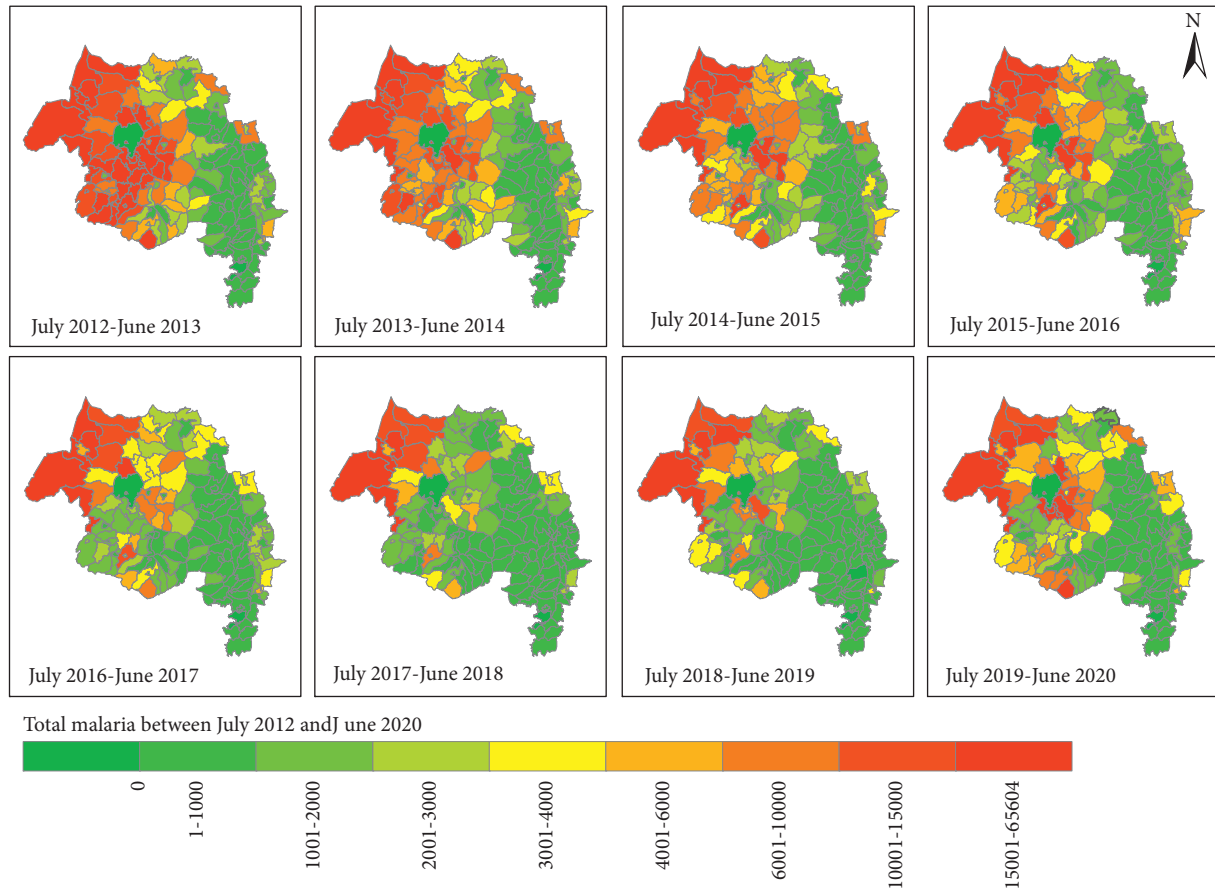 N
July 2012-June 2013
July 2013-June 2014
July 2014-June 2015
July 2015-June 2016
July 2016-June 2017
July 2017-June 2018
July 2018-June 2019
July 2019-June 2020
Total malaria between July 2012 andJ une 2020
0
1-1000
1001-2000
2001-3000
3001-4000
4001-6000
6001-10000
10001-15000
15001-65604